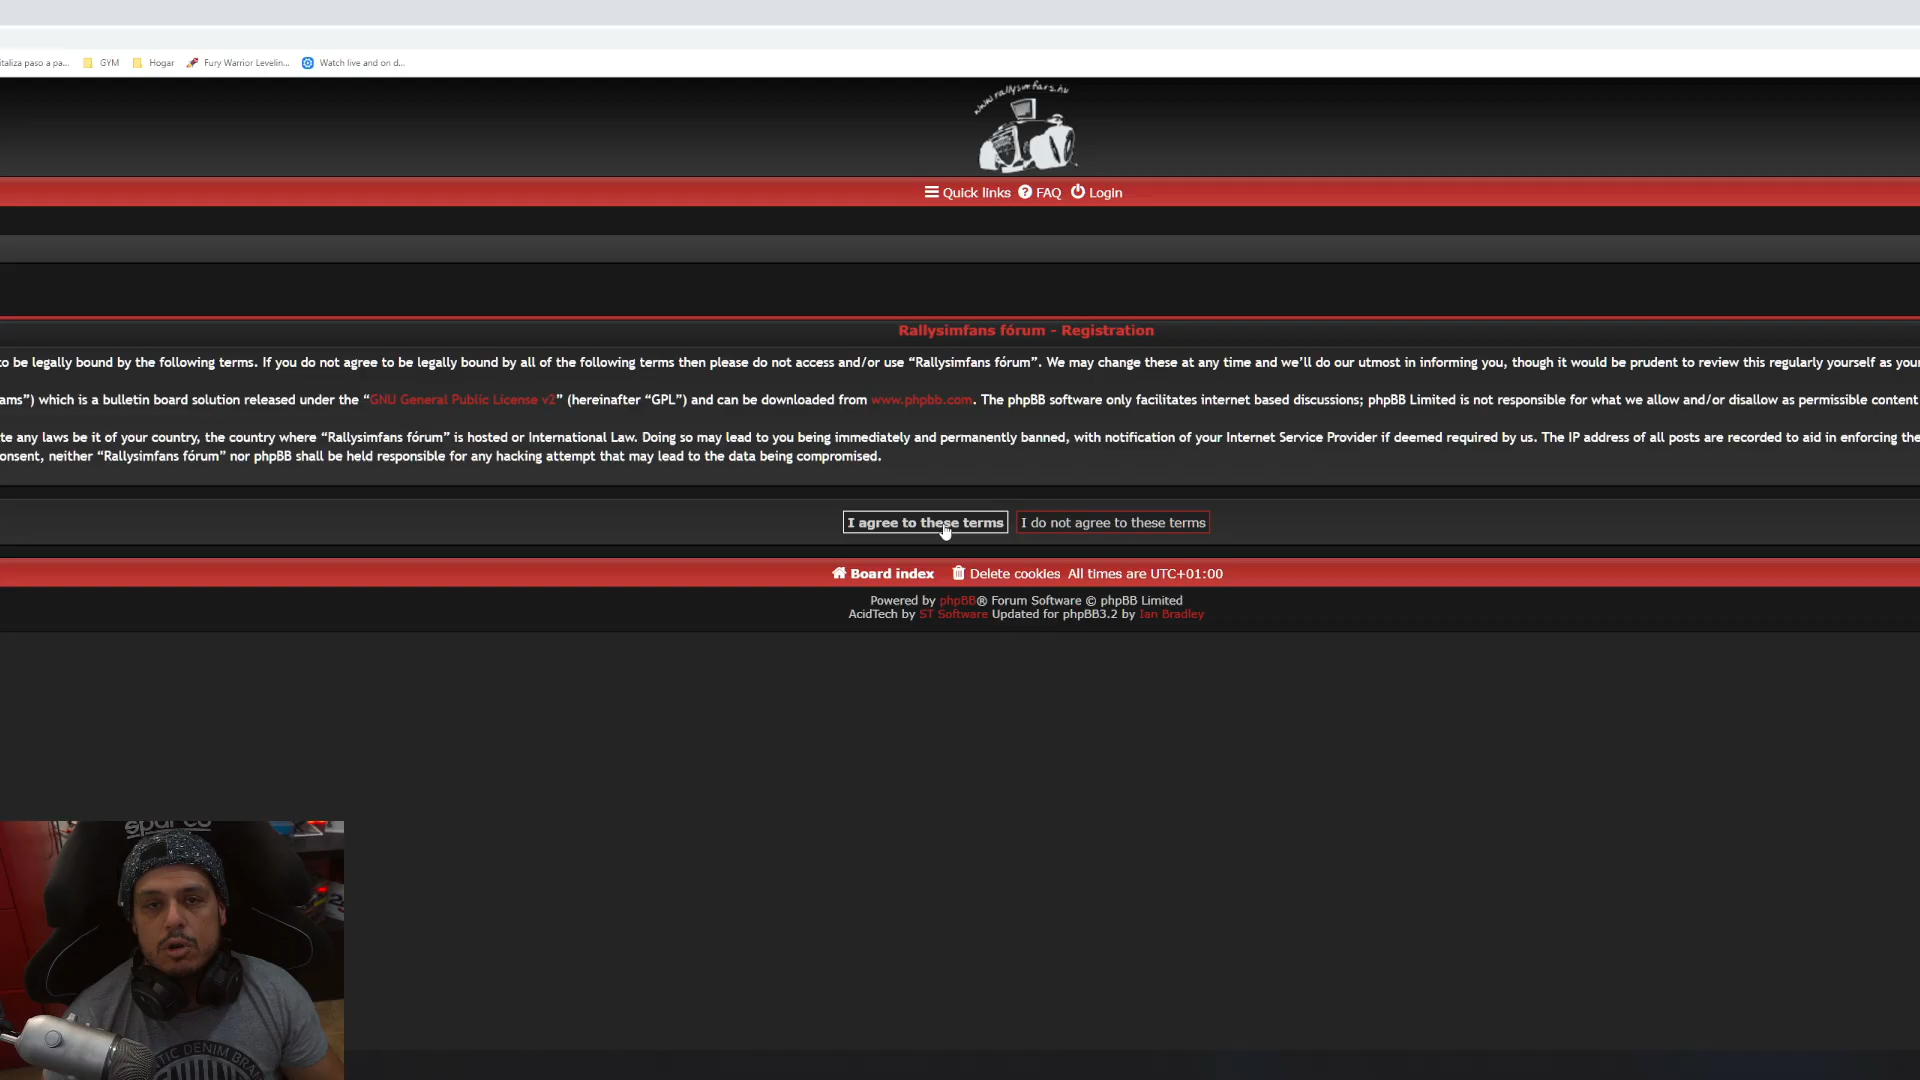 italiza paso a pa...
GYM
Hogar
Fury Warrior Levelin...
Watch live and on d...
www.rallysimfans.hu
Quick links
FAQ
Login
Rallysimfans fórum - Registration
to be legally bound by the following terms. If you do not agree to be legally bound by all of the following terms then please do not access and/or use “Rallysimfans fórum”. We may change these at any time and we’ll do our utmost in informing you, though it would be prudent to review this regularly yourself as your
ams”) which is a bulletin board solution released under the “GNU General Public License v2” (hereinafter “GPL”) and can be downloaded from www.phpbb.com. The phpBB software only facilitates internet based discussions; phpBB Limited is not responsible for what we allow and/or disallow as permissible content
te any laws be it of your country, the country where “Rallysimfans fórum” is hosted or International Law. Doing so may lead to you being immediately and permanently banned, with notification of your Internet Service Provider if deemed required by us. The IP address of all posts are recorded to aid in enforcing the
onsent, neither “Rallysimfans fórum” nor phpBB shall be held responsible for any hacking attempt that may lead to the data being compromised.
I agree to these terms
I do not agree to these terms
Board index
Delete cookies
All times are UTC+01:00
Powered by phpBB® Forum Software © phpBB Limited
AcidTech by ST Software Updated for phpBB3.2 by Ian Bradley
sparco
TIC DENIM BRAN